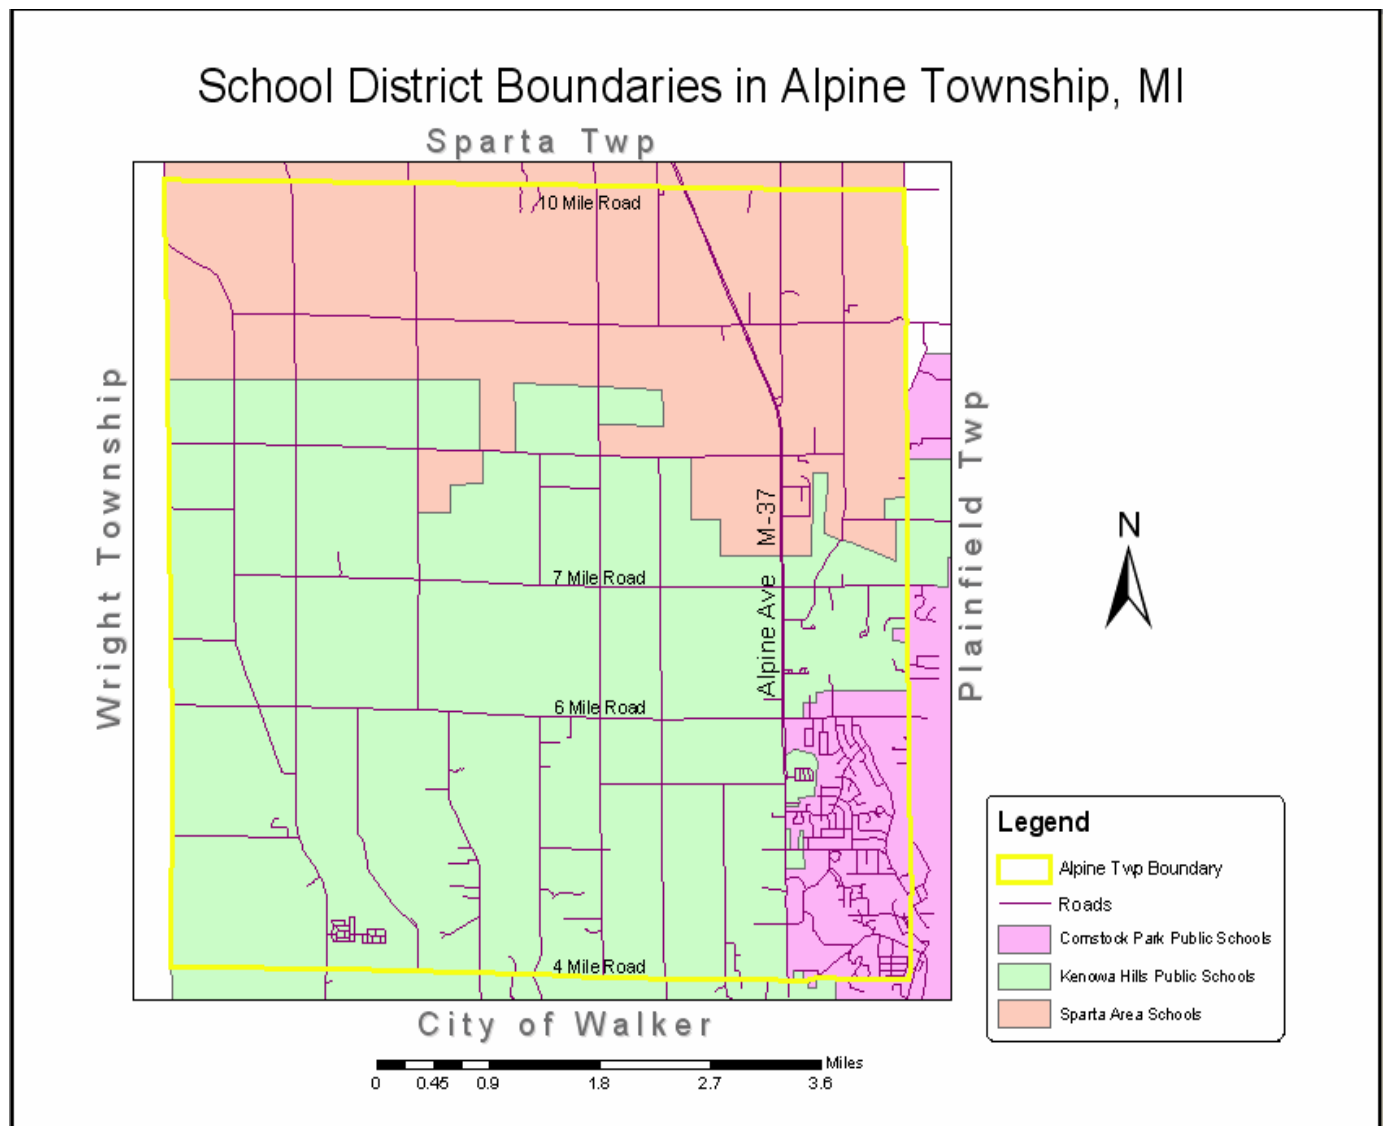 School District Boundaries in Alpine Township, MI
Sparta Twp
10 Mile Road
Wright Township
Plainfield Twp
M-37
N
7 Mile Road
Alpine Ave
6 Mile Road
4 Mile Road
City of Walker
Legend
Alpine Twp Boundary
Roads
Comstock Park Public Schools
Kenowa Hills Public Schools
Sparta Area Schools
Miles
0 0.45 0.9 1.8 2.7 3.6